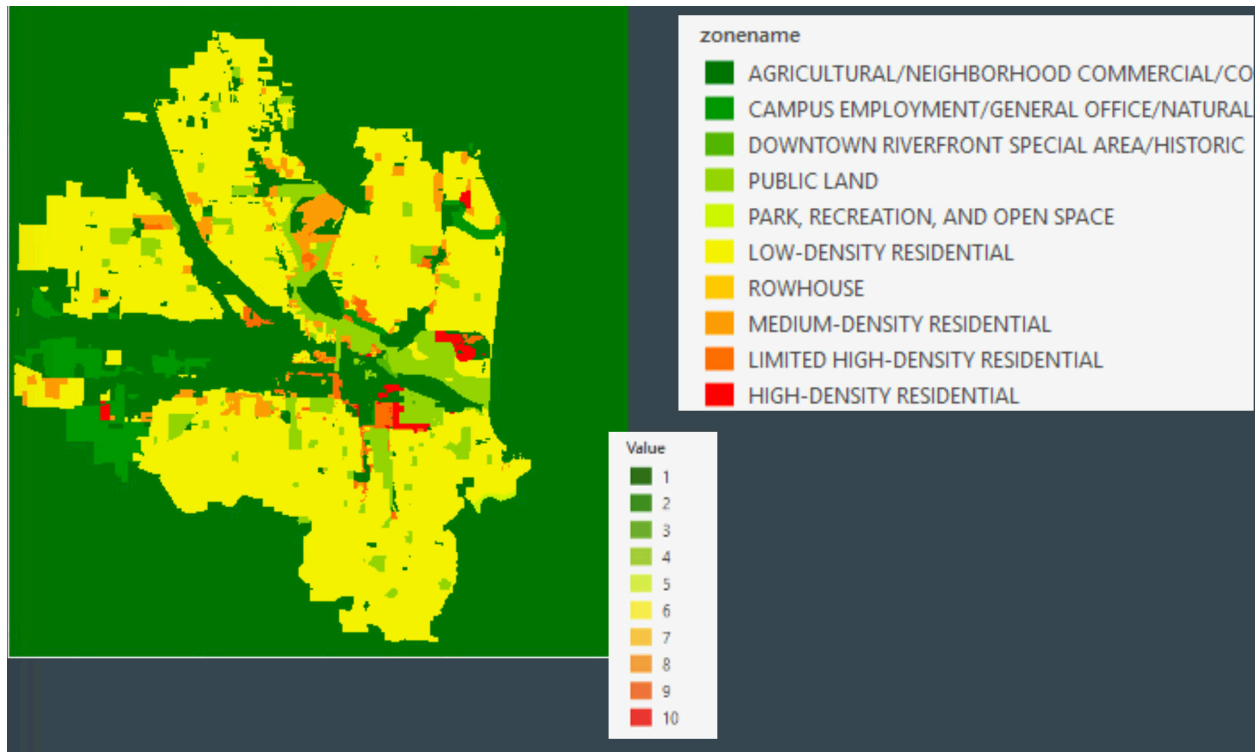 zonename
AGRICULTURAL/NEIGHBORHOOD COMMERCIAL/CO
CAMPUS EMPLOYMENT/GENERAL OFFICE/NATURAL
DOWNTOWN RIVERFRONT SPECIAL AREA/HISTORIC
PUBLIC LAND
PARK, RECREATION, AND OPEN SPACE
LOW-DENSITY RESIDENTIAL
ROWHOUSE
MEDIUM-DENSITY RESIDENTIAL
LIMITED HIGH-DENSITY RESIDENTIAL
HIGH-DENSITY RESIDENTIAL
Value
1
2
3
4
5
6
7
8
9
10